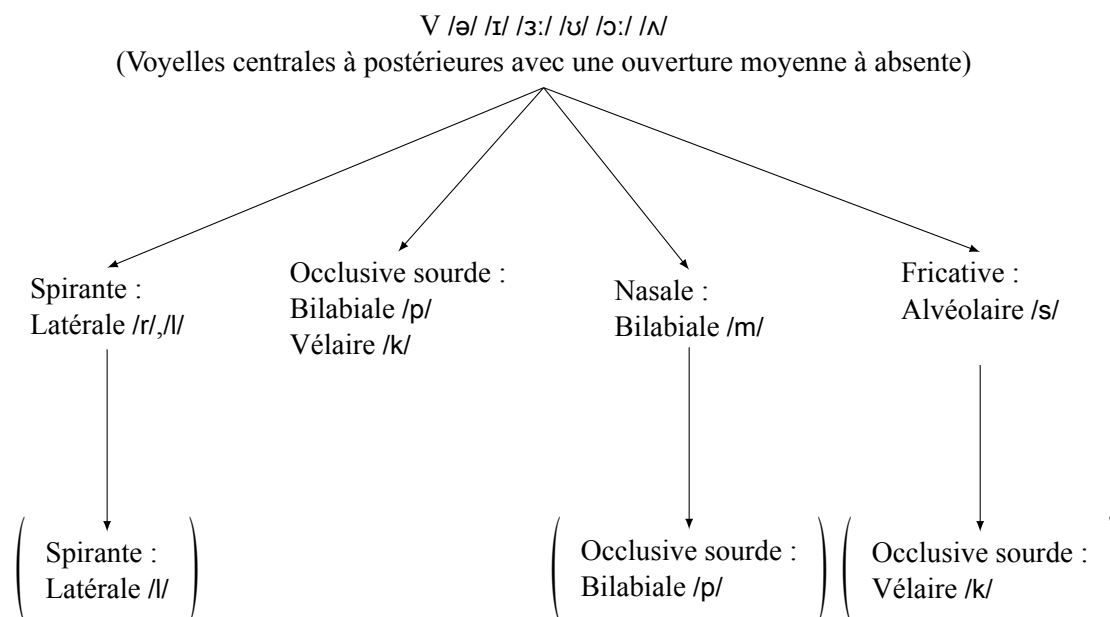 V /ə/ /ɪ/ /ɜː/ /ʊ/ /ɔː/ /ʌ/
(Voyelles centrales à postérieures avec une ouverture moyenne à absente)
Spirante :
Latérale /r/,/l/
Occlusive sourde :
Bilabiale /p/
Vélaire /k/
Nasale :
Bilabiale /m/
Fricative :
Alvéolaire /s/
Spirante :
Latérale /l/
Occlusive sourde :
Bilabiale /p/
Occlusive sourde :
Vélaire /k/